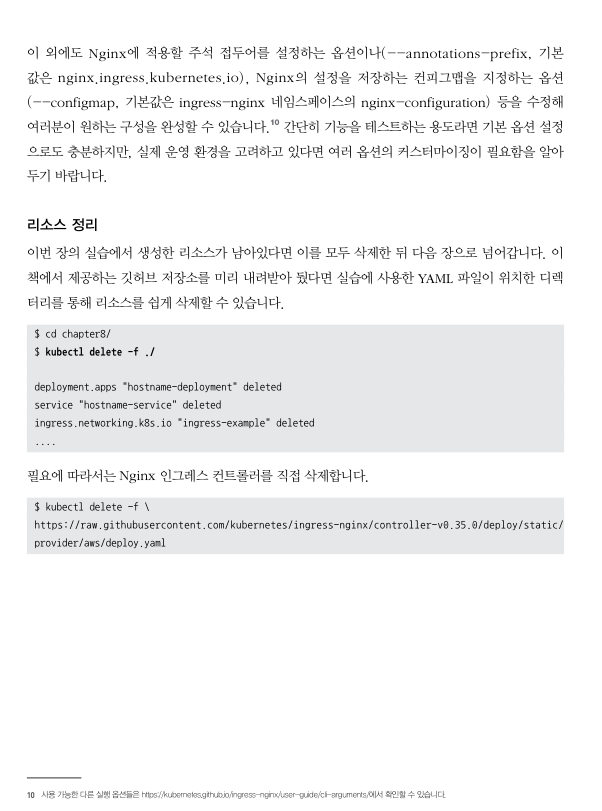 이 외에도 Nginx에 적용할 주석 접두어를 설정하는 옵션이나(--annotations-prefix, 기본
값은 nginx.ingress.kubernetes.io), Nginx의 설정을 저장하는 컨피그맵을 지정하는 옵션
(--configmap, 기본값은 ingress-nginx 네임스페이스의 nginx-configuration) 등을 수정해
여러분이 원하는 구성을 완성할 수 있습니다.10 간단히 기능을 테스트하는 용도라면 기본 옵션 설정
으로도 충분하지만, 실제 운영 환경을 고려하고 있다면 여러 옵션의 커스터마이징이 필요함을 알아
두기 바랍니다.
리소스 정리
이번 장의 실습에서 생성한 리소스가 남아있다면 이를 모두 삭제한 뒤 다음 장으로 넘어갑니다. 이
책에서 제공하는 깃허브 저장소를 미리 내려받아 뒀다면 실습에 사용한 YAML 파일이 위치한 디렉
터리를 통해 리소스를 쉽게 삭제할 수 있습니다.
$ cd chapter8/
$ kubectl delete -f ./
deployment.apps "hostname-deployment" deleted
service "hostname-service" deleted
ingress.networking.k8s.io "ingress-example" deleted
....
필요에 따라서는 Nginx 인그레스 컨트롤러를 직접 삭제합니다.
$ kubectl delete -f \
https://raw.githubusercontent.com/kubernetes/ingress-nginx/controller-v0.35.0/deploy/static/
provider/aws/deploy.yaml
10 사용 가능한 다른 실행 옵션들은 https://kubernetes.github.io/ingress-nginx/user-guide/cli-arguments/에서 확인할 수 있습니다.